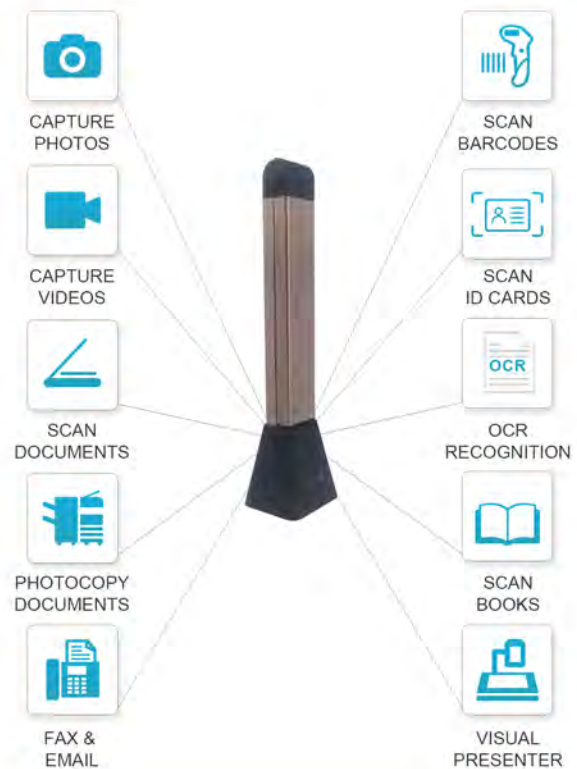 CAPTURE
PHOTOS
SCAN
BARCODES
CAPTURE
VIDEOS
SCAN
ID CARDS
SCAN
DOCUMENTS
OCR
OCR
RECOGNITION
PHOTOCOPY
DOCUMENTS
SCAN
BOOKS
FAX &
EMAIL
VISUAL
PRESENTER